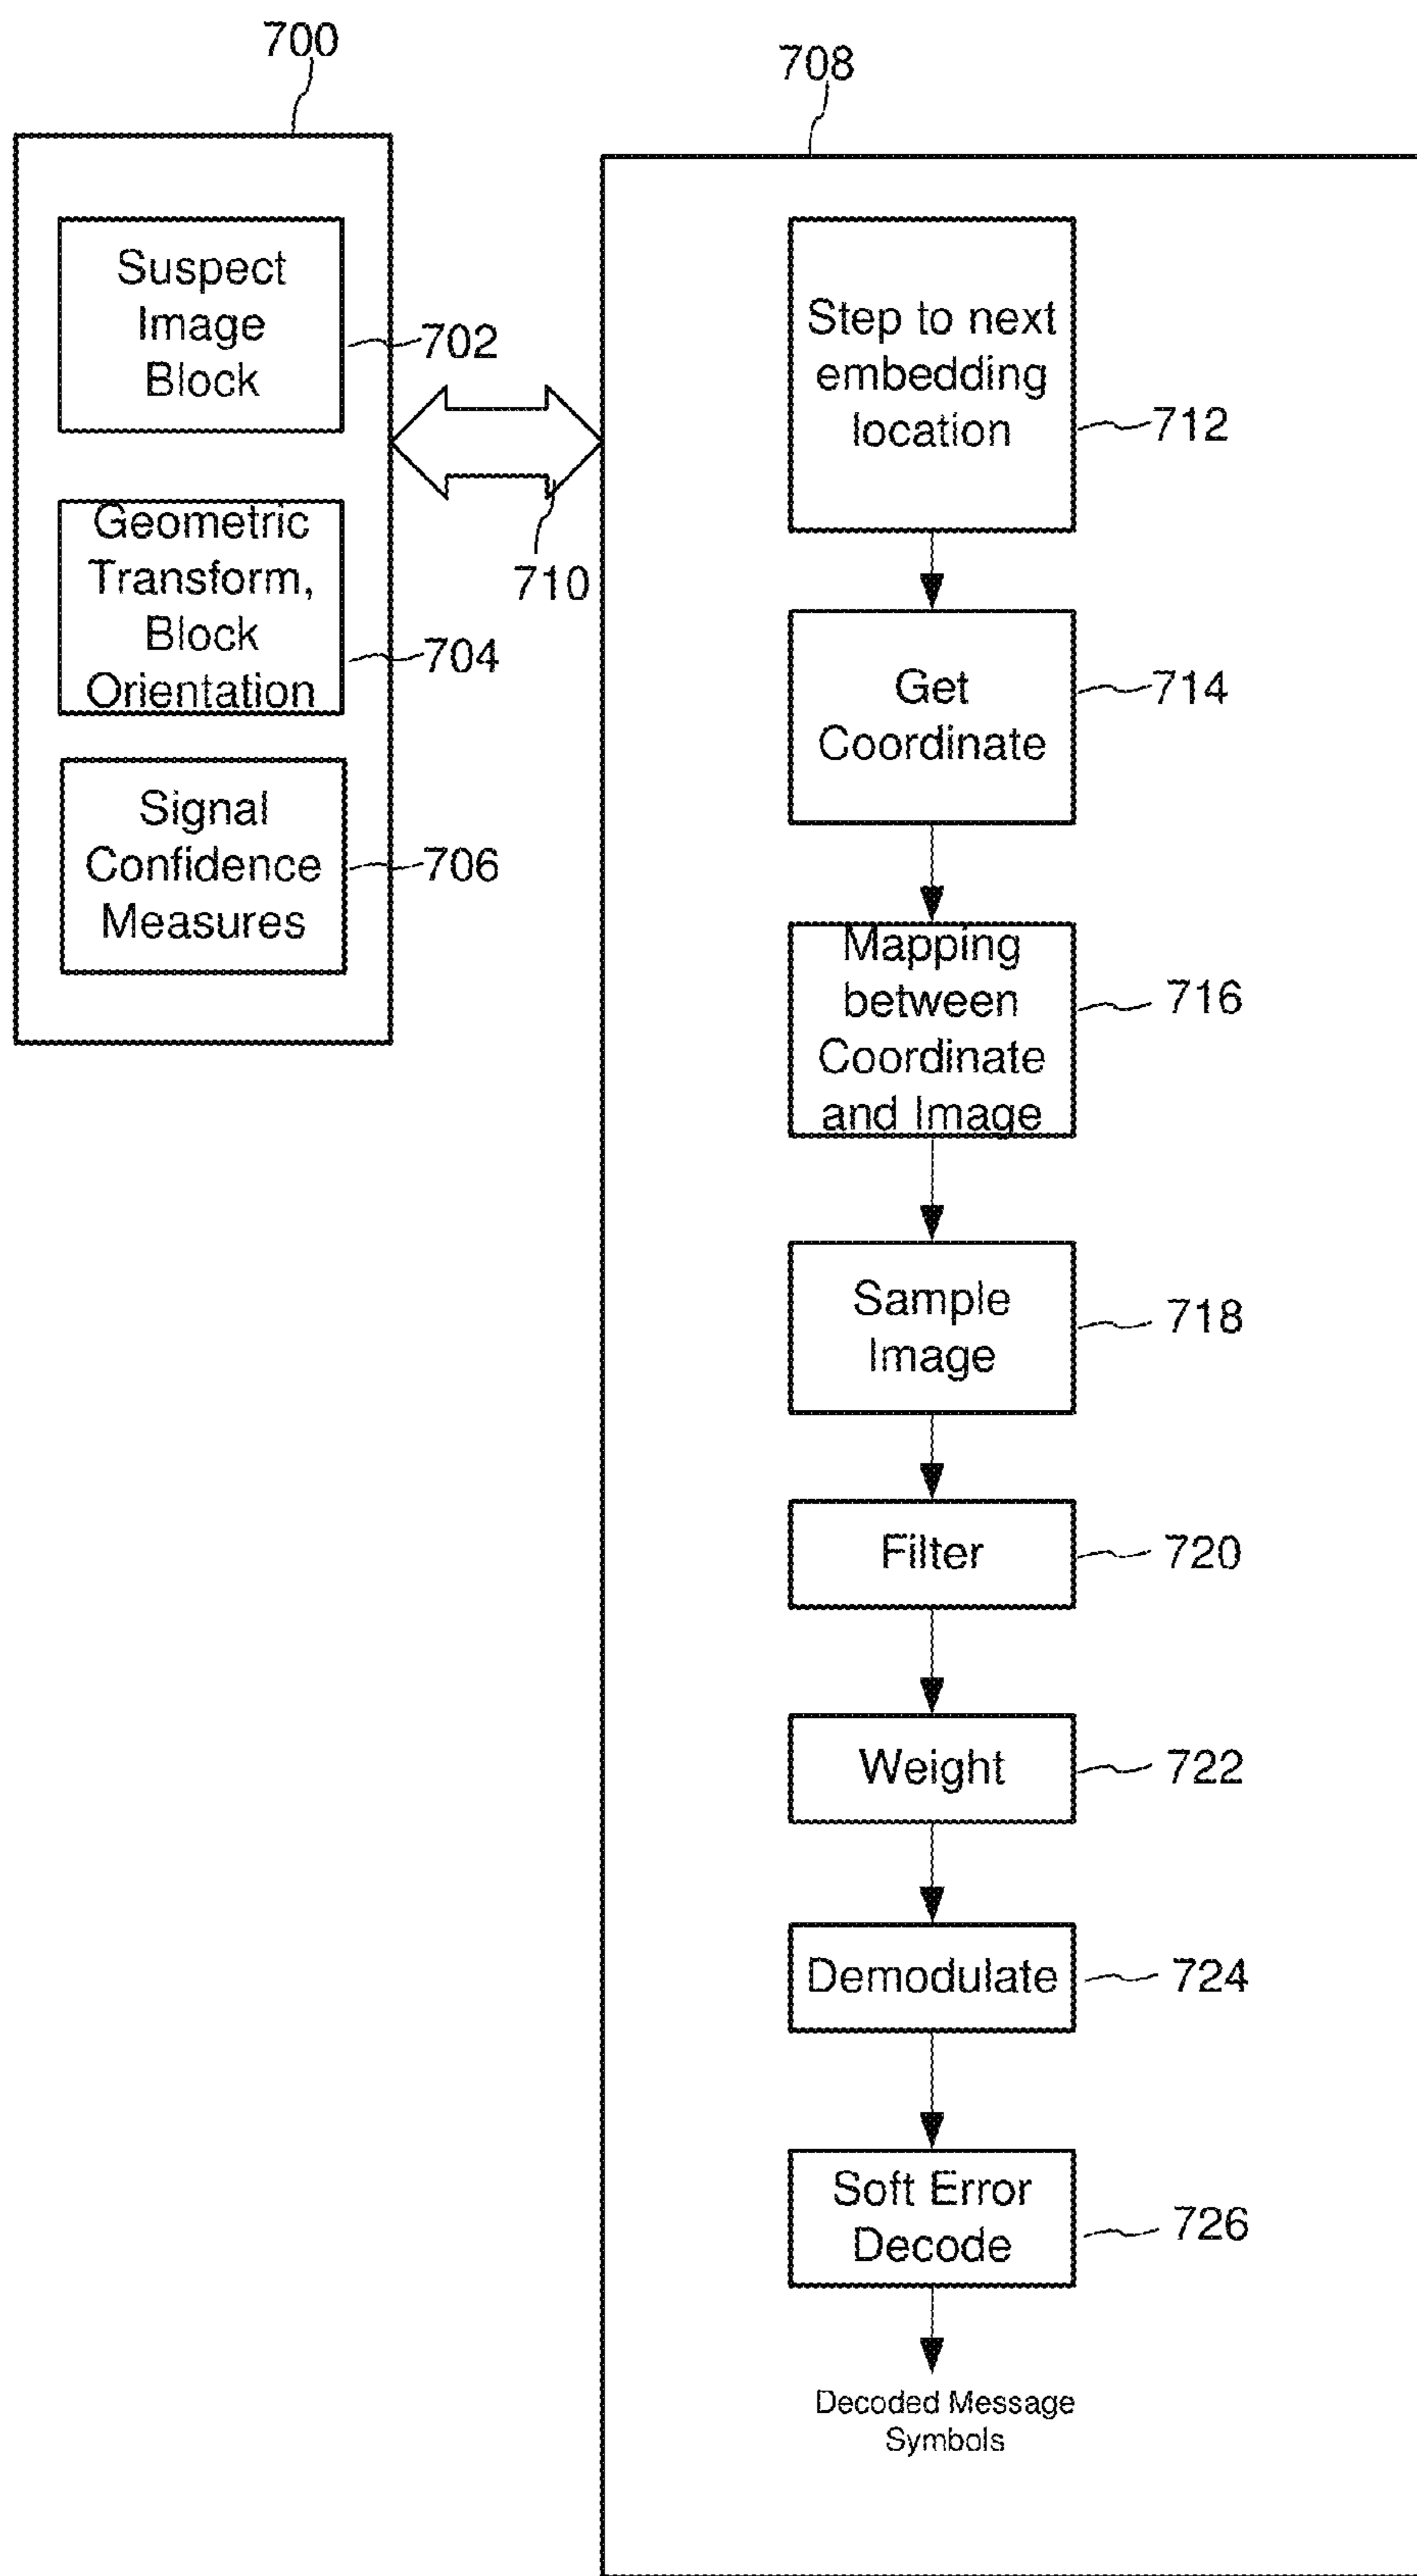 700
708
Suspect
Image
Block
702
Geometric
Transform,
Block
Orientation
704
Signal
Confidence
Measures
706
710
Step to next
embedding
location
712
Get
Coordinate
714
Mapping
between
Coordinate
and Image
716
Sample
Image
718
Filter
720
Weight
722
Demodulate
724
Soft Error
Decode
726
Decoded Message
Symbols